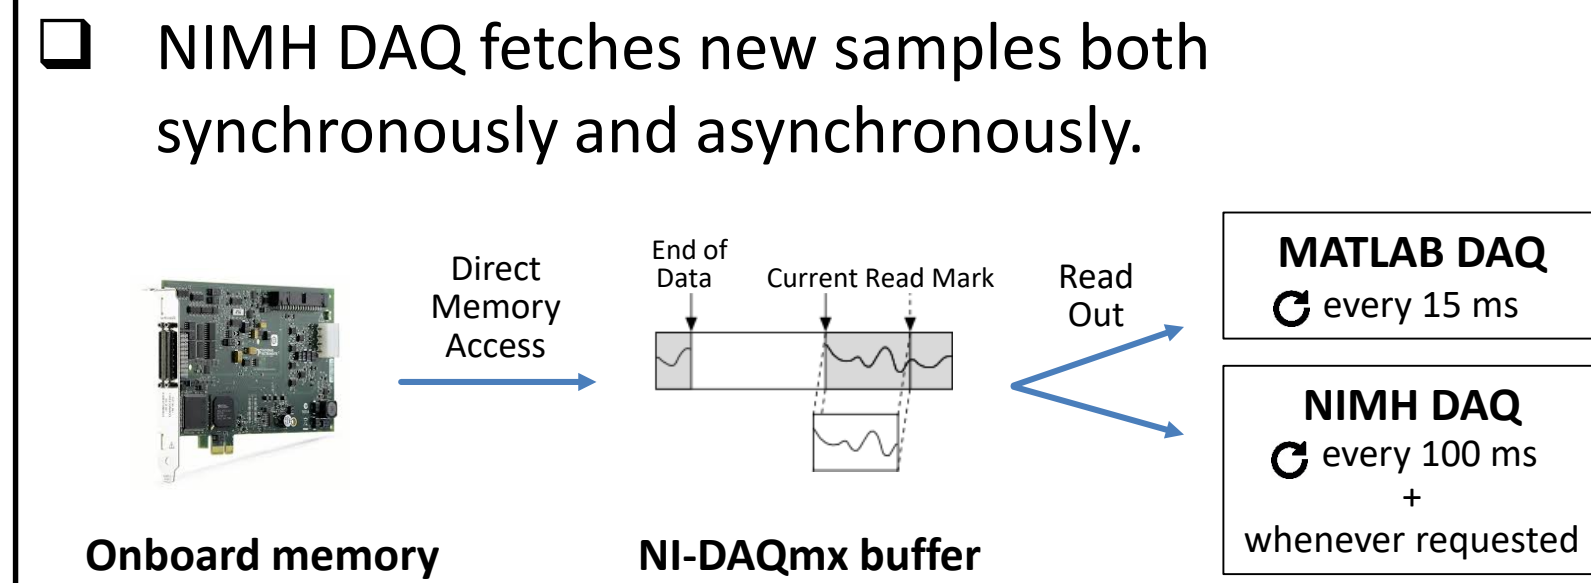 NIMH DAQ fetches new samples both
synchronously and asynchronously.
Direct
Memory
Access
End of
Data
Current Read Mark
Read
Out
MATLAB DAQ
every 15 ms
NIMH DAQ
every 100 ms
+
whenever requested
Onboard memory
NI-DAQmx buffer